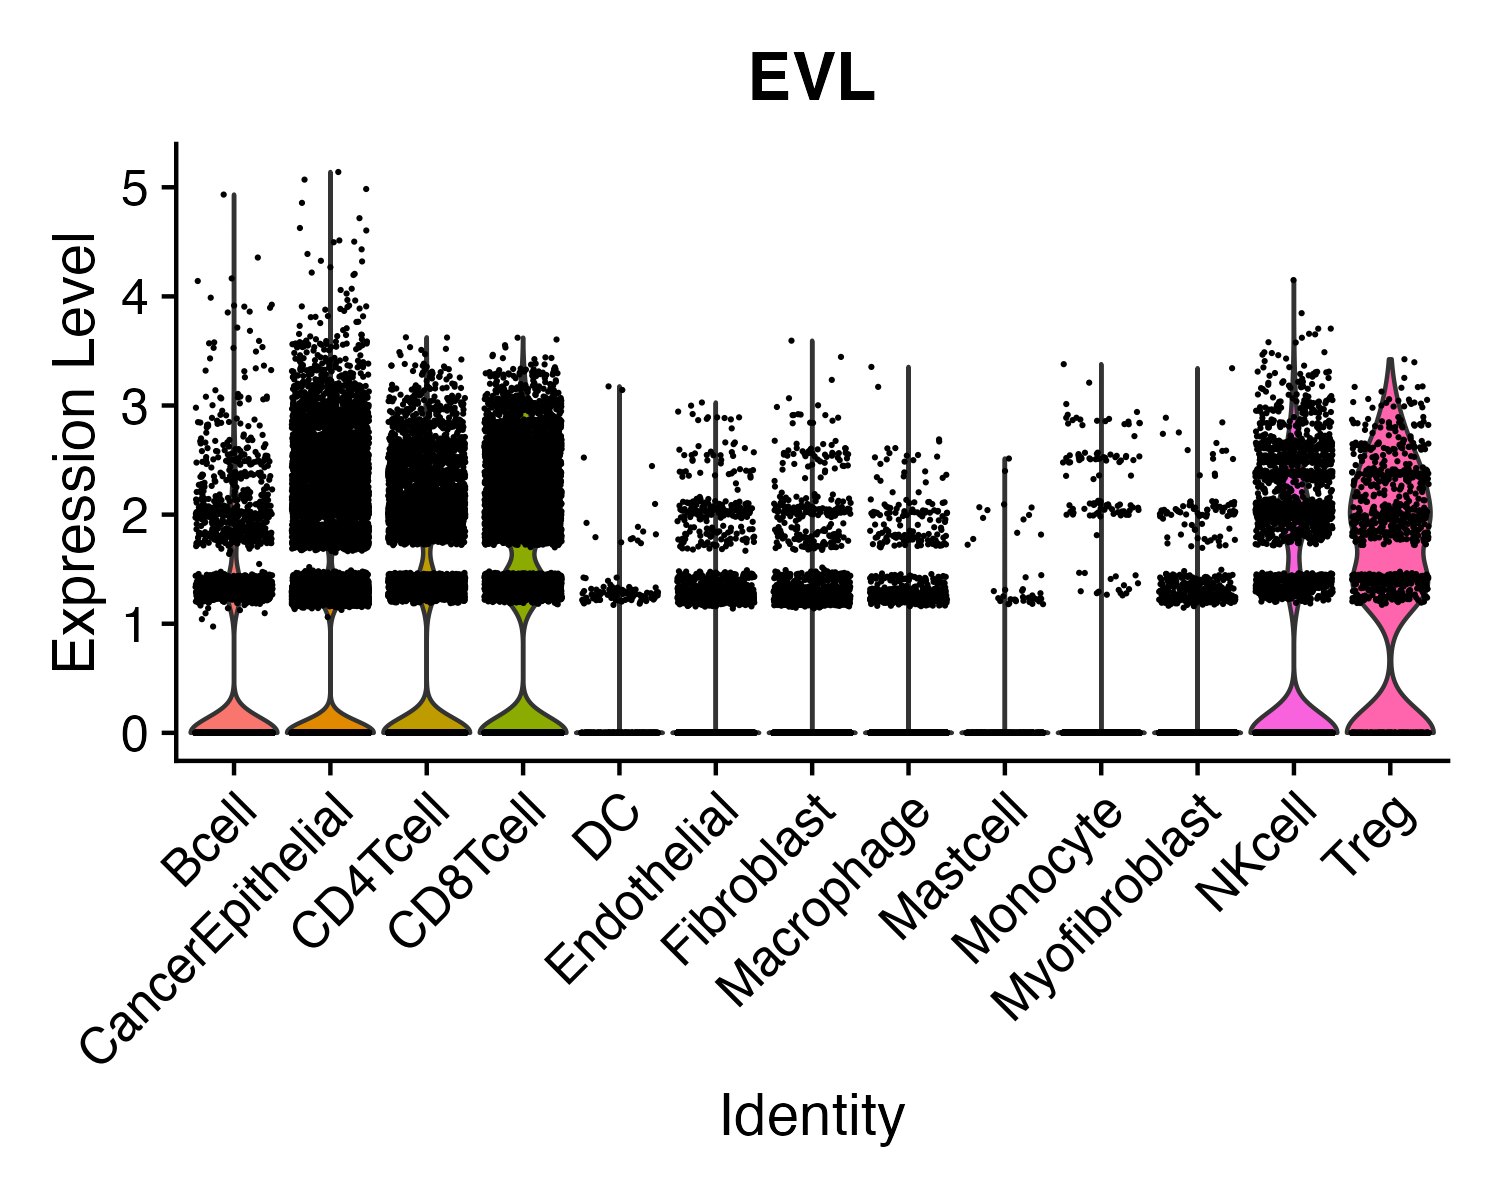 EVL
Expression Level
5
4
3
2
1
0
Bcell
CancerEpithelial
CD4Tcell
CD8Tcell
DC
Endothelial
Fibroblast
Macrophage
Mastcell
Monocyte
Myofibroblast
NKcell
Treg
Identity